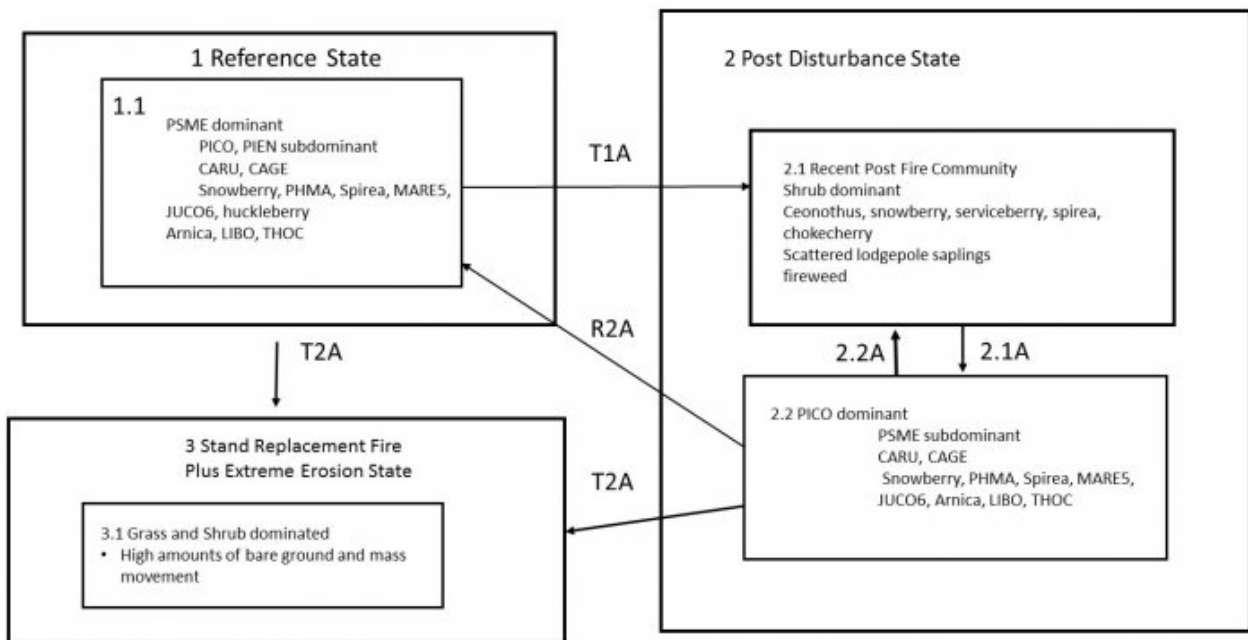 1 Reference State
1.1
PSME dominant
PICO, PIEN subdominant
CARU, CAGE
Snowberry, PHMA, Spirea, MARE5,
JUCO6, huckleberry
Arnica, LIBO, THOC
T1A
2 Post Disturbance State
2.1 Recent Post Fire Community
Shrub dominant
Ceonothus, snowberry, serviceberry, spirea,
chokecherry
Scattered lodgepole saplings
fireweed
R2A
T2A
2.2A
2.1A
2.2 PICO dominant
PSME subdominant
CARU, CAGE
Snowberry, PHMA, Spirea, MARE5,
JUCO6, Arnica, LIBO, THOC
T2A
3 Stand Replacement Fire
Plus Extreme Erosion State
3.1 Grass and Shrub dominated
• High amounts of bare ground and mass
movement